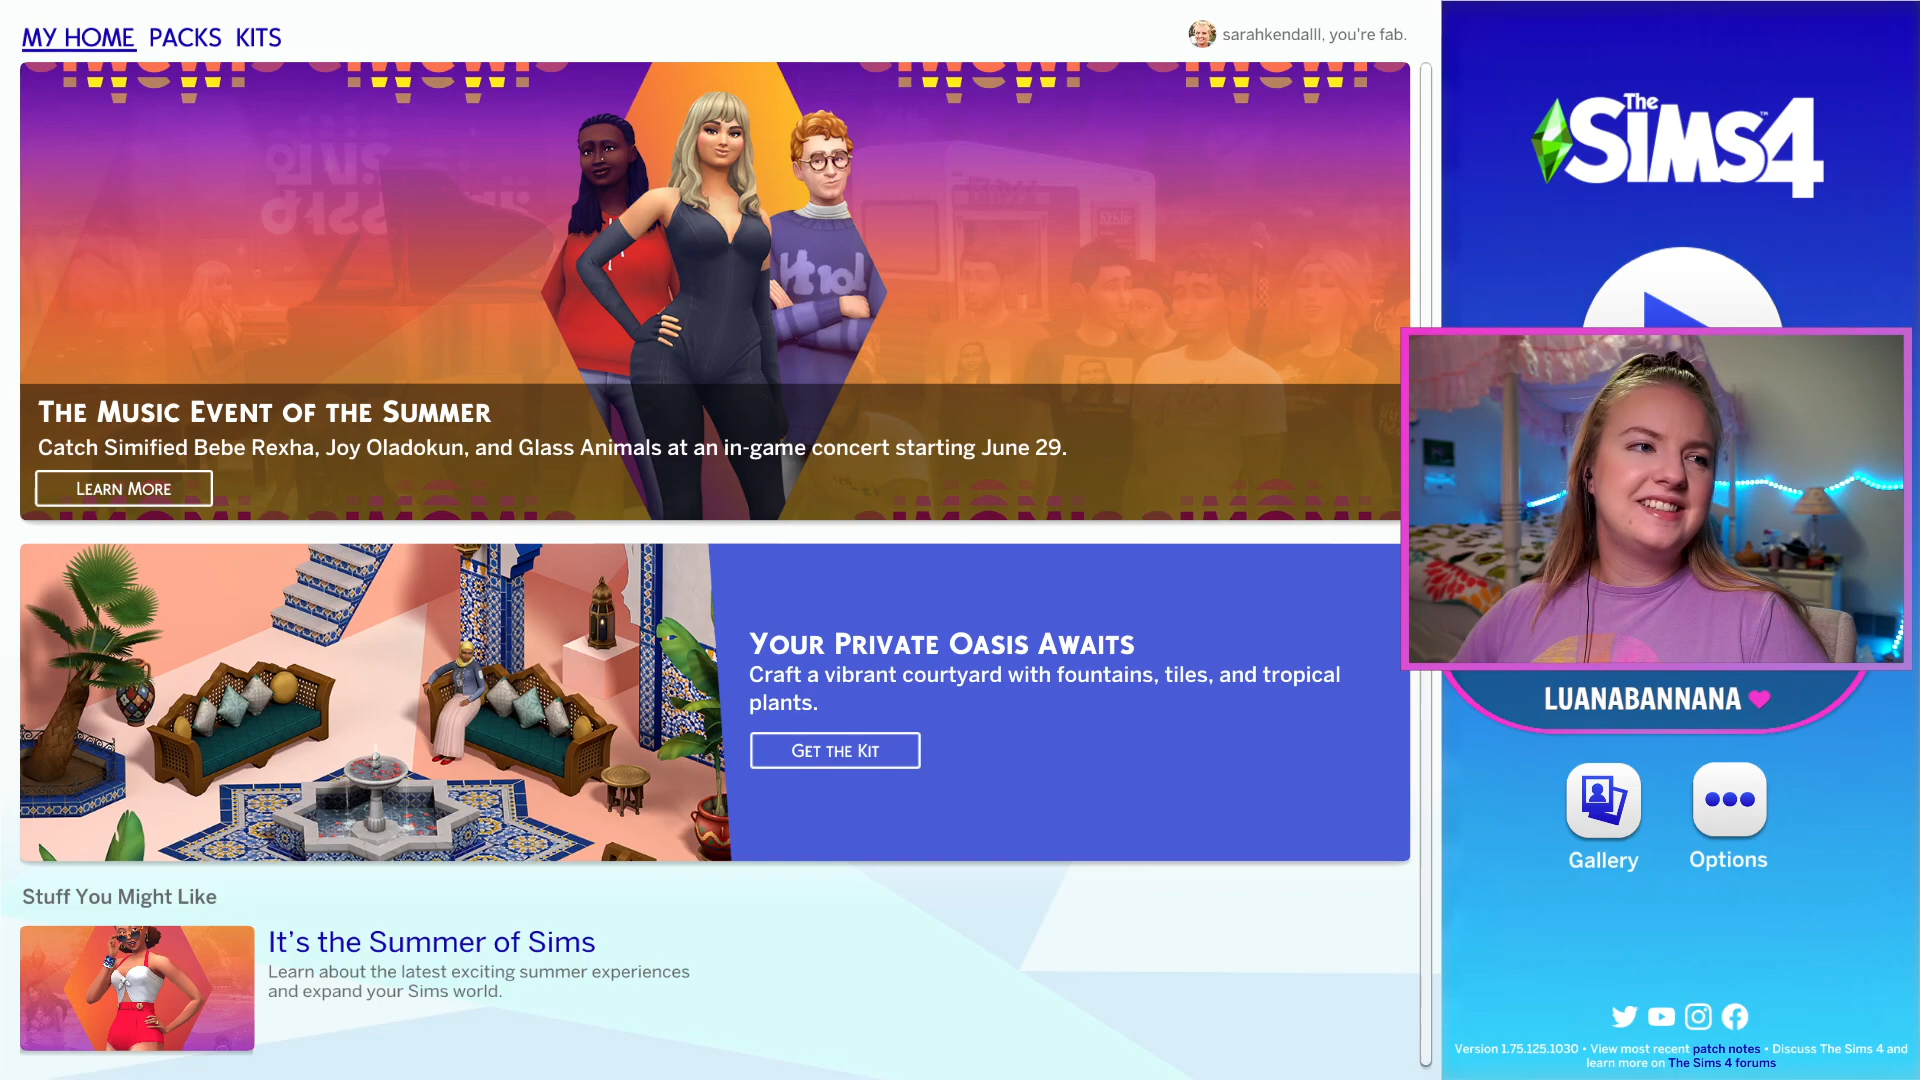 MY HOME PACKS KITS
sarahkendalll, you're fab.
THE MUSIC EVENT OF THE SUMMER
Catch Simified Bebe Rexha, Joy Oladokun, and Glass Animals at an in-game concert starting June 29.
LEARN MORE
YOUR PRIVATE OASIS AWAITS
Craft a vibrant courtyard with fountains, tiles, and tropical
plants.
GET THE KIT
Stuff You Might Like
It's the Summer of Sims
Learn about the latest exciting summer experiences
and expand your Sims world.
The SiMS 4
LUANABANNANA
Gallery
Options
Version 1.75.125.1030 • View most recent patch notes • Discuss The Sims 4 and
learn more on The Sims 4 forums